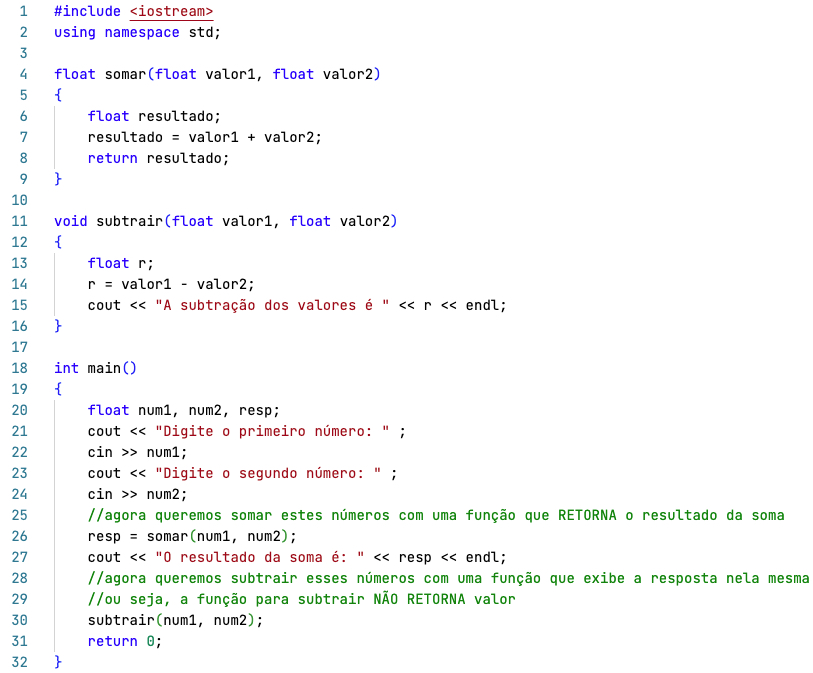 1 #include <iostream>
2 using namespace std;
3
4 float somar(float valor1, float valor2)
5 {
6     float resultado;
7     resultado = valor1 + valor2;
8     return resultado;
9 }
10
11 void subtrair(float valor1, float valor2)
12 {
13     float r;
14     r = valor1 - valor2;
15     cout << "A subtração dos valores é " << r << endl;
16 }
17
18 int main()
19 {
20     float num1, num2, resp;
21     cout << "Digite o primeiro número: " ;
22     cin >> num1;
23     cout << "Digite o segundo número: " ;
24     cin >> num2;
25     //agora queremos somar estes números com uma função que RETORNA o resultado da soma
26     resp = somar(num1, num2);
27     cout << "O resultado da soma é: " << resp << endl;
28     //agora queremos subtrair esses números com uma função que exibe a resposta nela mesma
29     //ou seja, a função para subtrair NÃO RETORNA valor
30     subtrair(num1, num2);
31     return 0;
32 }